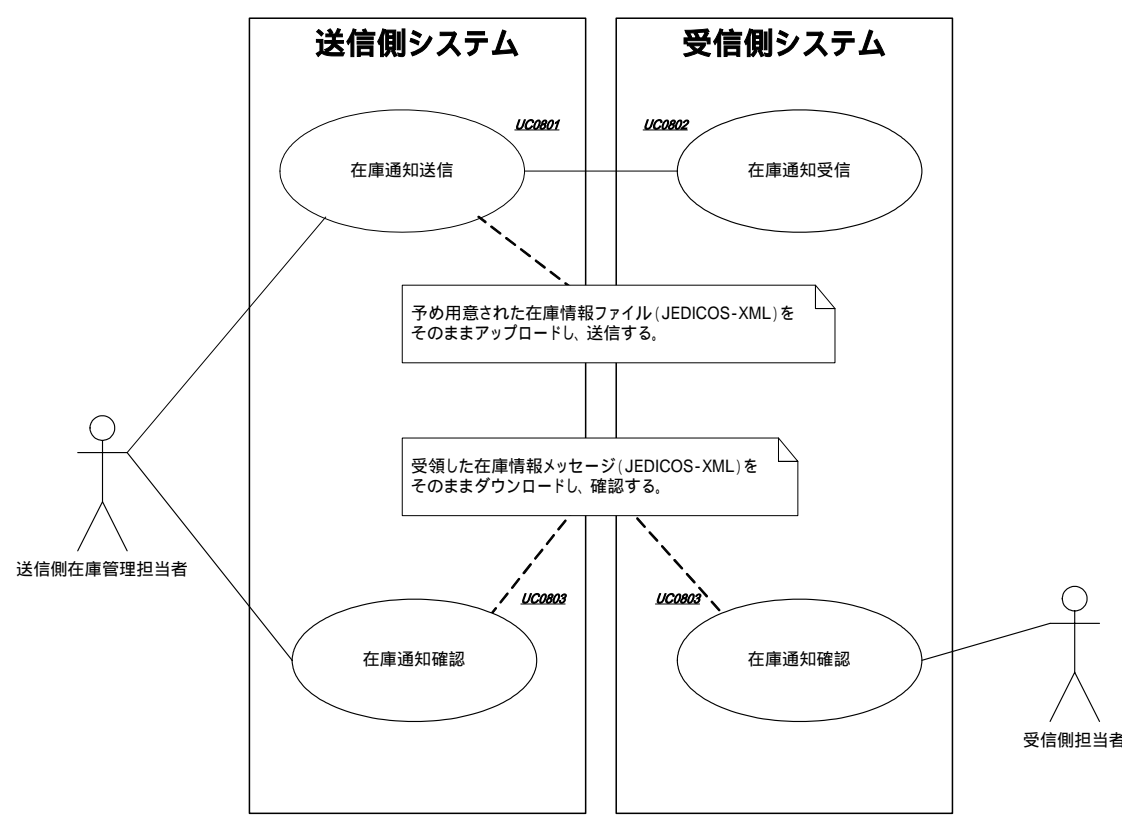 送信側システム
受信側システム
UC0801
UC0802
在庫通知送信
在庫通知受信
予め用意された在庫情報ファイル(JEDICOS-XML)を
そのままアップロードし、送信する。
受領した在庫情報メッセージ(JEDICOS-XML)を
そのままダウンロードし、確認する。
送信側在庫管理担当者
UC0803
UC0803
在庫通知確認
在庫通知確認
受信側担当者